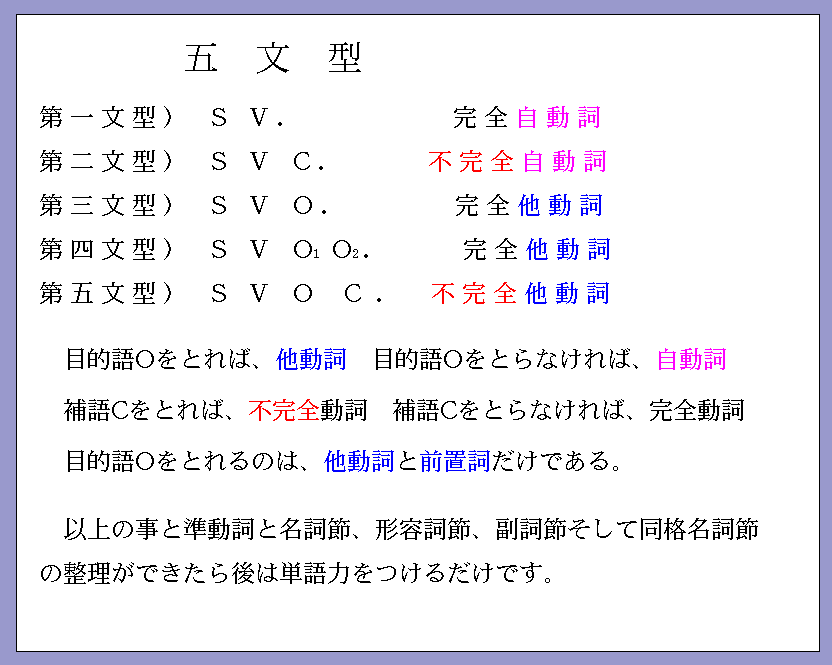 五 文 型
第一文型） Ｓ Ｖ． 完全自動詞
第二文型） Ｓ Ｖ Ｃ． 不完全自動詞
第三文型） Ｓ Ｖ Ｏ． 完全他動詞
第四文型） Ｓ Ｖ Ｏ₁ Ｏ₂． 完全他動詞
第五文型） Ｓ Ｖ Ｏ Ｃ． 不完全他動詞
目的語Ｏをとれば、他動詞 目的語Ｏをとらなければ、自動詞
補語Ｃをとれば、不完全動詞 補語Ｃをとらなければ、完全動詞
目的語Ｏをとれるのは、他動詞と前置詞だけである。
以上の事と準動詞と名詞節、形容詞節、副詞節そして同格名詞節
の整理ができたら後は単語力をつけるだけです。